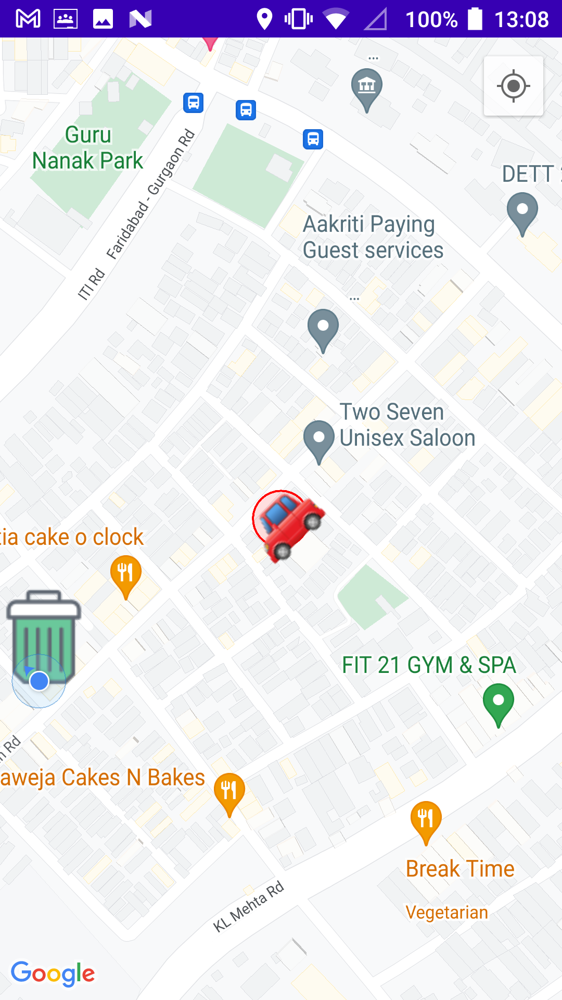 100% 13:08
...
Guru
Nanak Park
Faridabad - Gurgaon Rd
ITI Rd
DETT
Aakriti Paying
Guest services
...
Two Seven
Unisex Saloon
tia cake o clock
FIT 21 GYM & SPA
Rd
aweja Cakes N Bakes
Break Time
Vegetarian
KL Mehta Rd
Google